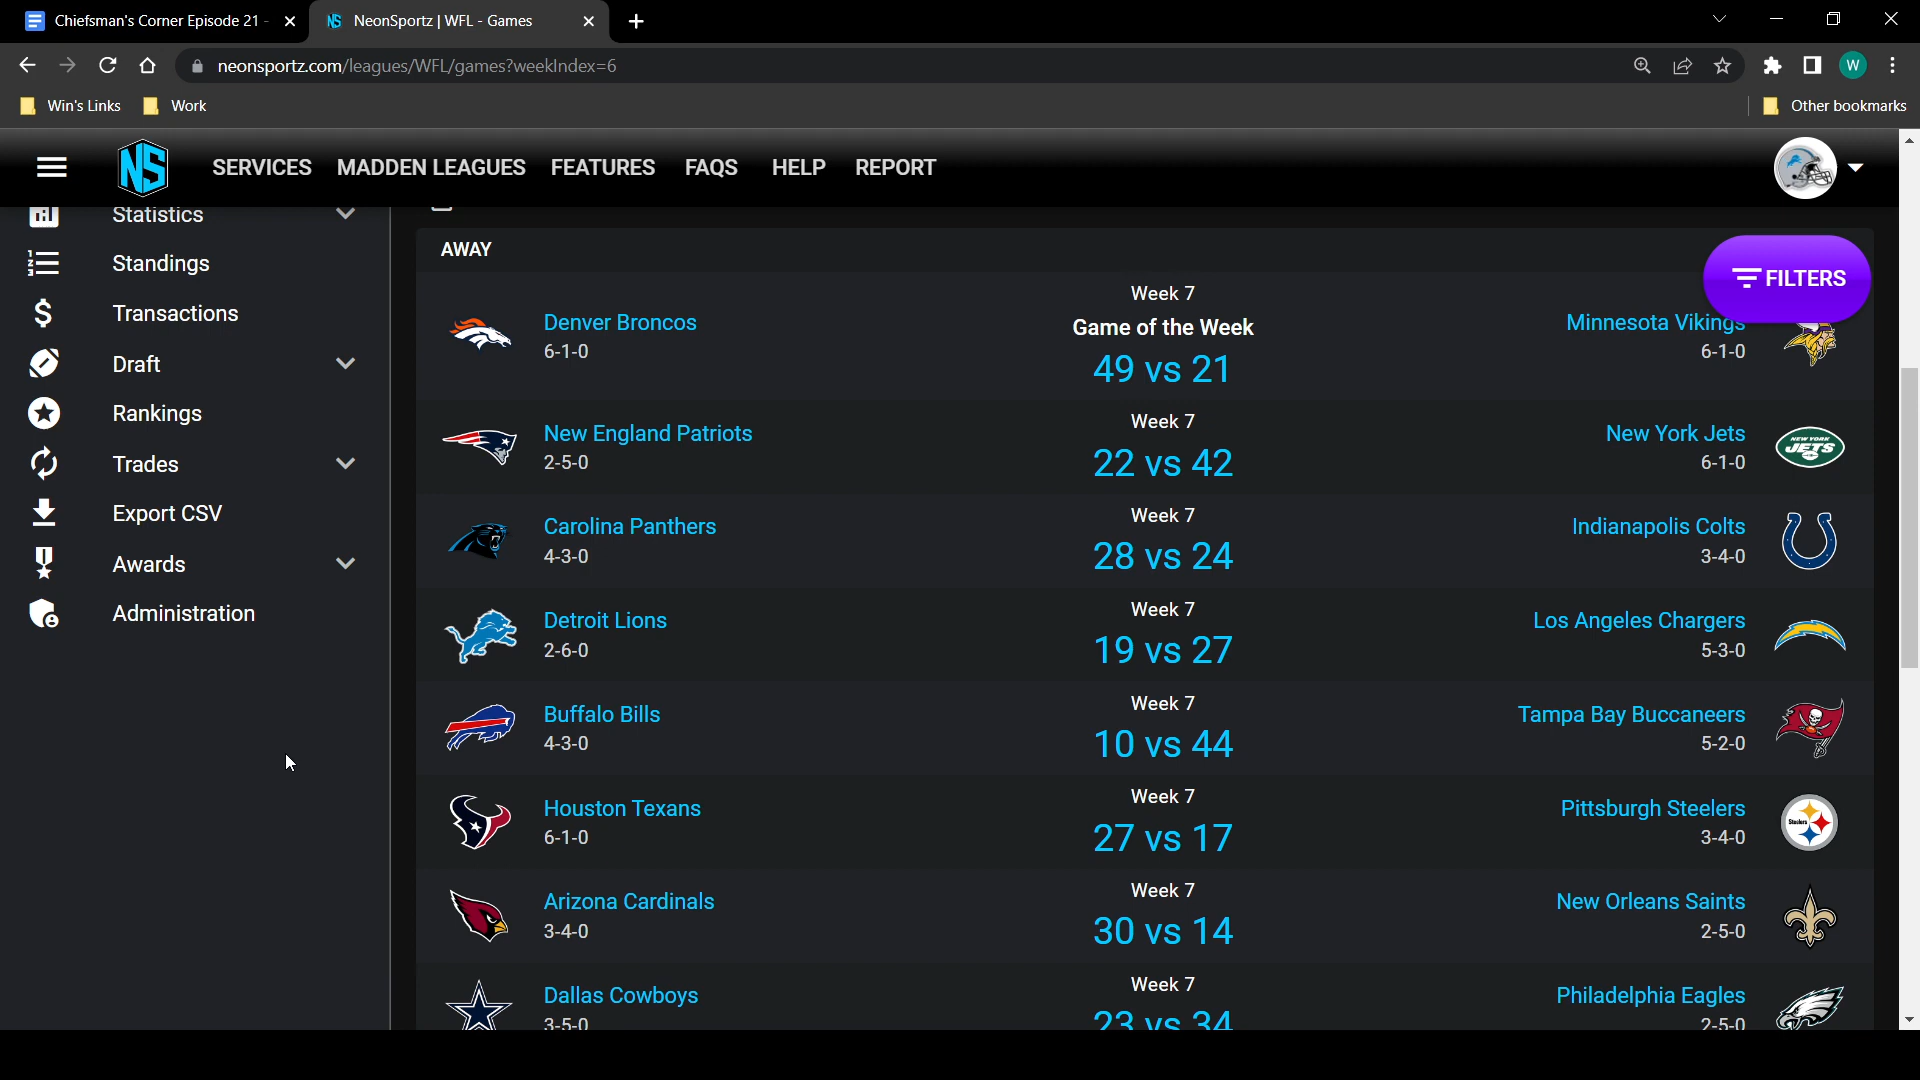 Chiefsman's Corner Episode 21 -
NeonSportz | WFL - Games
neonsportz.com/leagues/WFL/games?weekIndex=6
W
Win's Links
Work
Other bookmarks
NS
SERVICES
MADDEN LEAGUES
FEATURES
FAQS
HELP
REPORT
Statistics
Standings
Transactions
Draft
Rankings
Trades
Export CSV
Awards
Administration
AWAY
FILTERS
Denver Broncos
6-1-0
Week 7
Game of the Week
49 vs 21
Minnesota Vikings
6-1-0
New England Patriots
2-5-0
Week 7
22 vs 42
New York Jets
6-1-0
NEW YORK
JETS
Carolina Panthers
4-3-0
Week 7
28 vs 24
Indianapolis Colts
3-4-0
Detroit Lions
2-6-0
Week 7
19 vs 27
Los Angeles Chargers
5-3-0
Buffalo Bills
4-3-0
Week 7
10 vs 44
Tampa Bay Buccaneers
5-2-0
Houston Texans
6-1-0
Week 7
27 vs 17
Pittsburgh Steelers
3-4-0
Steelers
Arizona Cardinals
3-4-0
Week 7
30 vs 14
New Orleans Saints
2-5-0
Dallas Cowboys
3-5-0
Week 7
23 vs 34
Philadelphia Eagles
2-5-0